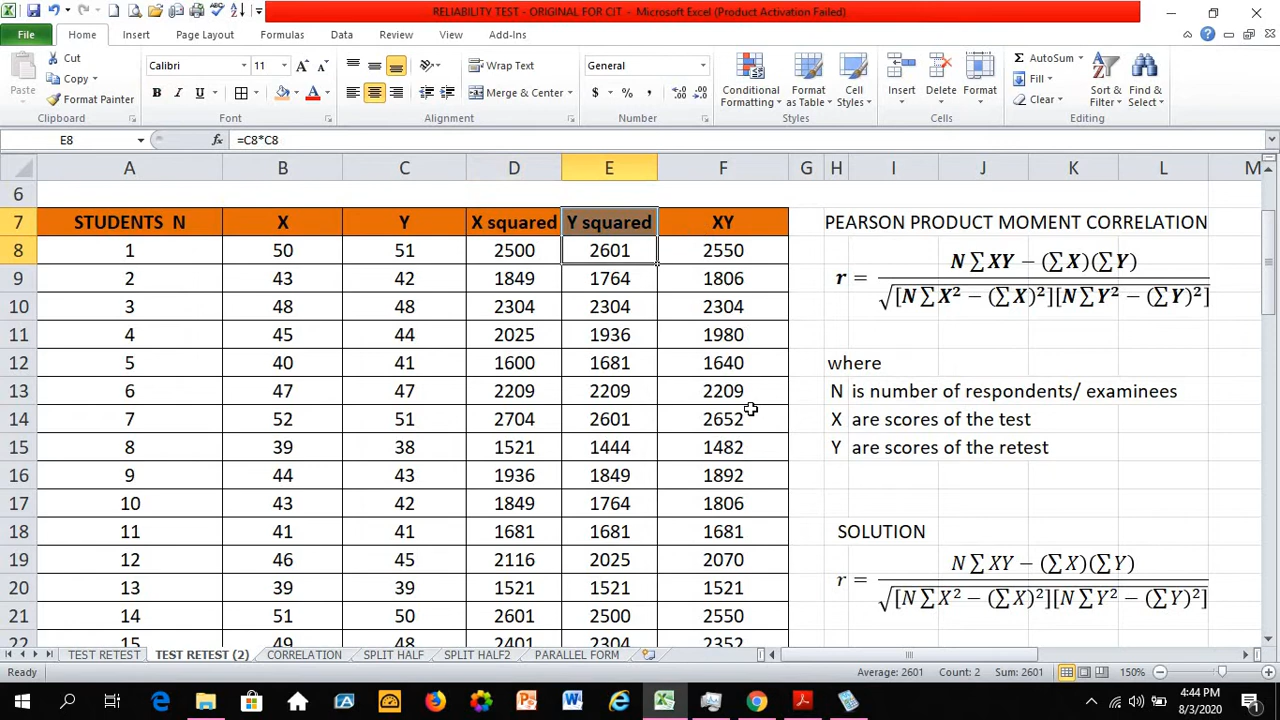 RELIABILITY TEST - ORIGINAL FOR CIT - Microsoft Excel (Product Activation Failed)
File Home Insert Page Layout Formulas Data Review View Add-Ins
Cut
Copy
Format Painter
Paste
Clipboard
Calibri 11
B I U
Font
Wrap Text
Merge & Center
Alignment
General
$ % ,
Number
Conditional Formatting
Format as Table
Cell Styles
Styles
Insert Delete Format
Cells
Σ AutoSum
Fill
Clear
Sort & Filter
Find & Select
Editing
E8 fx =C8*C8
A B C D E F G H I J K L M
6
7 STUDENTS N X Y X squared Y squared XY PEARSON PRODUCT MOMENT CORRELATION
8 1 50 51 2500 2601 2550
r = N∑XY − (∑X)(∑Y) / √[N∑X² − (∑X)²][N∑Y² − (∑Y)²]
9 2 43 42 1849 1764 1806
10 3 48 48 2304 2304 2304
11 4 45 44 2025 1936 1980
12 5 40 41 1600 1681 1640 where
13 6 47 47 2209 2209 2209 N is number of respondents/ examinees
14 7 52 51 2704 2601 2652 X are scores of the test
15 8 39 38 1521 1444 1482 Y are scores of the retest
16 9 44 43 1936 1849 1892
17 10 43 42 1849 1764 1806
18 11 41 41 1681 1681 1681 SOLUTION
19 12 46 45 2116 2025 2070
r = N∑XY − (∑X)(∑Y) / √[N∑X² − (∑X)²][N∑Y² − (∑Y)²]
20 13 39 39 1521 1521 1521
21 14 51 50 2601 2500 2550
22 15 49 48 2401 2304 2352
TEST RETEST TEST RETEST (2) CORRELATION SPLIT HALF SPLIT HALF2 PARALLEL FORM
Ready Average: 2601 Count: 2 Sum: 2601 150%
4:44 PM
8/3/2020